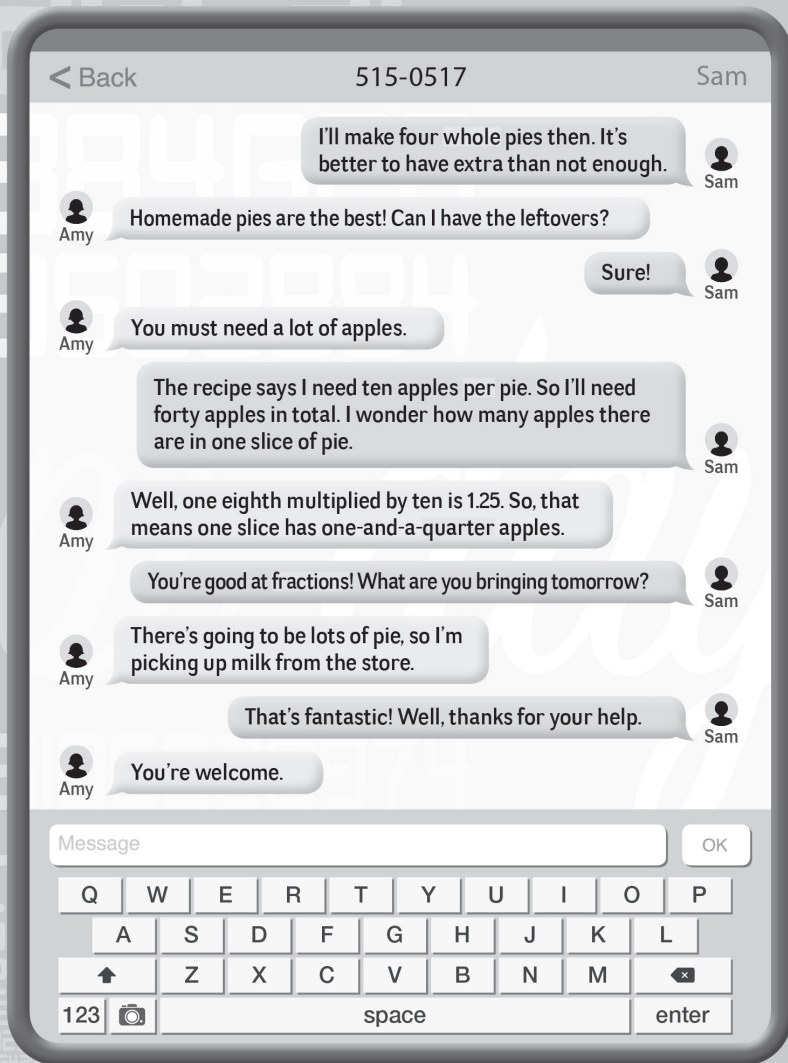 < Back 515-0517 Sam
I'll make four whole pies then. It's
better to have extra than not enough.
Sam
Amy
Homemade pies are the best! Can I have the leftovers?
Sure!
Sam
Amy
You must need a lot of apples.
The recipe says I need ten apples per pie. So I'll need
forty apples in total. I wonder how many apples there
are in one slice of pie.
Sam
Well, one eighth multiplied by ten is 1.25. So, that
means one slice has one-and-a-quarter apples.
Amy
You're good at fractions! What are you bringing tomorrow?
Sam
There's going to be lots of pie, so I'm
picking up milk from the store.
Amy
That's fantastic! Well, thanks for your help.
Sam
You're welcome.
Amy
Message OK
Q W E R T Y U I O P
A S D F G H J K L
Z X C V B N M
123 space enter